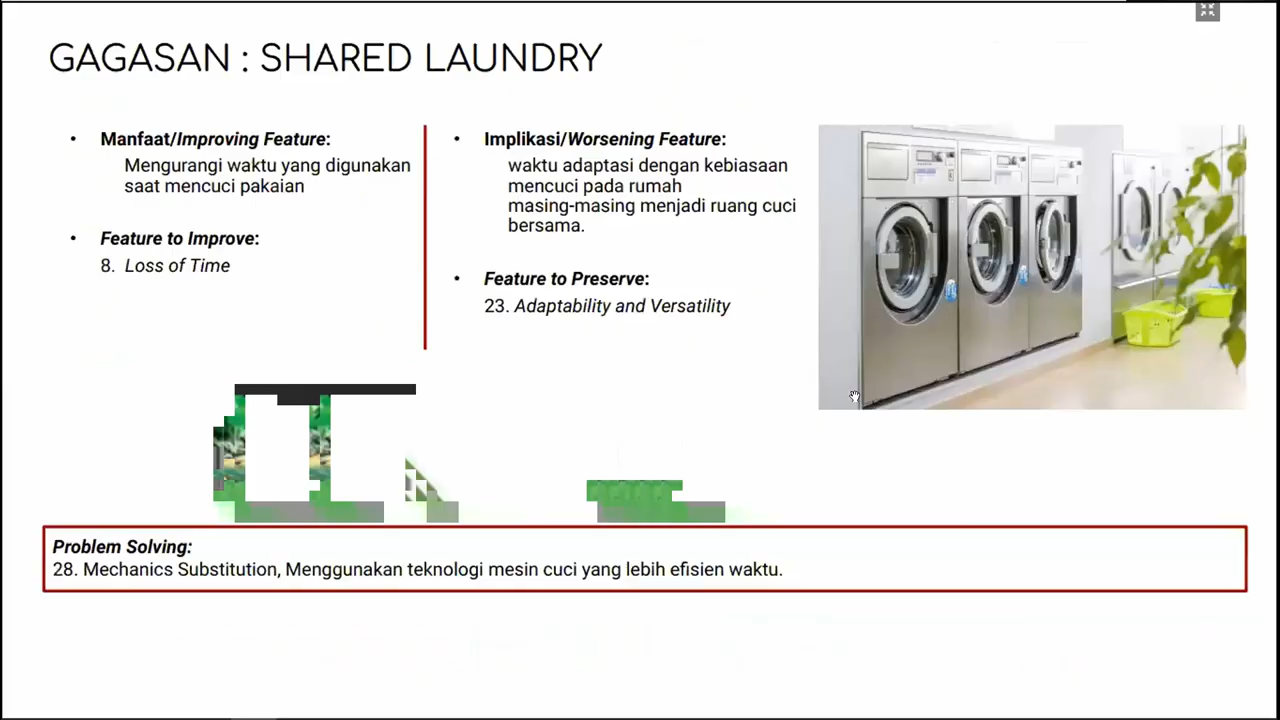 GAGASAN : SHARED LAUNDRY
• Manfaat/Improving Feature:
Mengurangi waktu yang digunakan
saat mencuci pakaian
• Feature to Improve:
8. Loss of Time
• Implikasi/Worsening Feature:
waktu adaptasi dengan kebiasaan
mencuci pada rumah
masing-masing menjadi ruang cuci
bersama.
• Feature to Preserve:
23. Adaptability and Versatility
Problem Solving:
28. Mechanics Substitution, Menggunakan teknologi mesin cuci yang lebih efisien waktu.